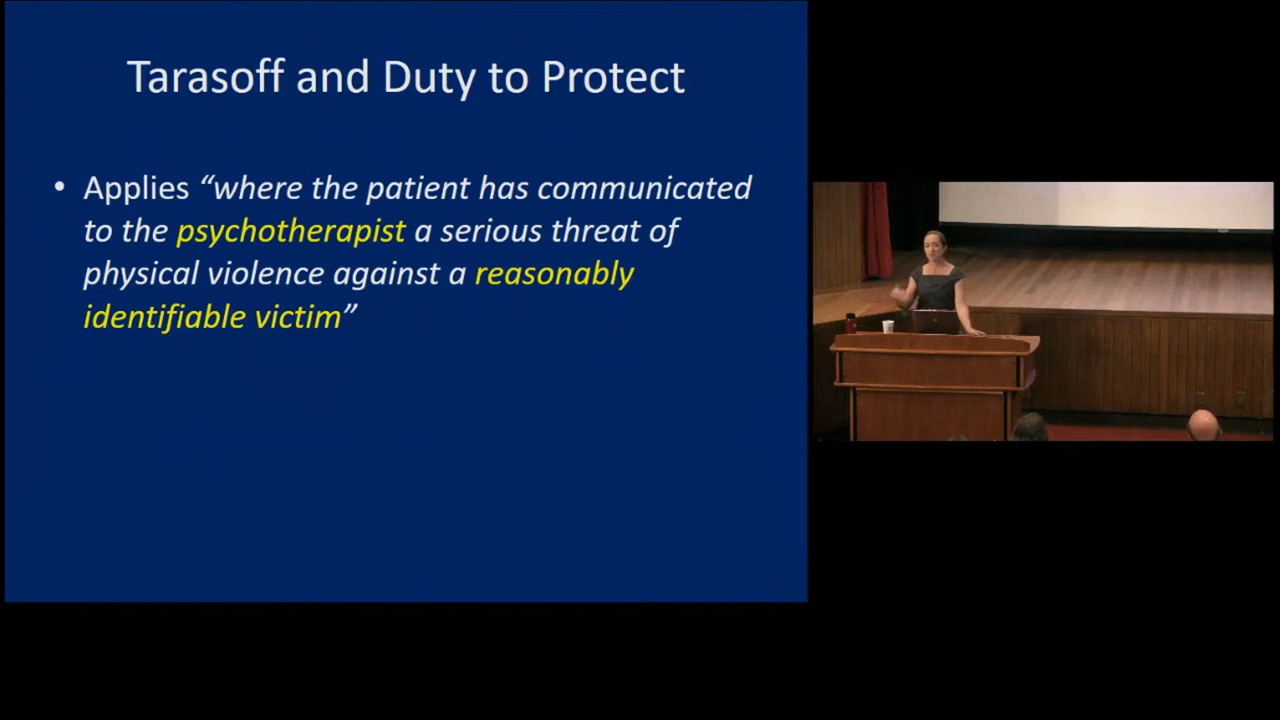 Tarasoff and Duty to Protect
• Applies “where the patient has communicated
to the psychotherapist a serious threat of
physical violence against a reasonably
identifiable victim”